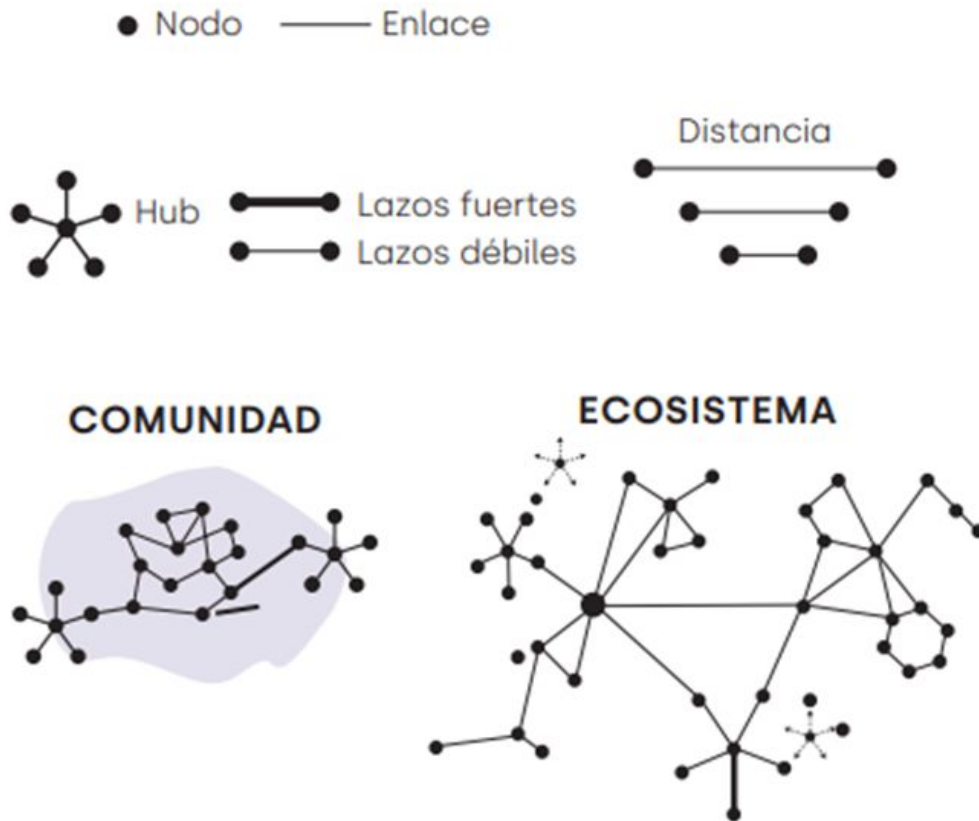 Nodo Enlace
Distancia
Hub Lazos fuertes
Lazos débiles
COMUNIDAD ECOSISTEMA